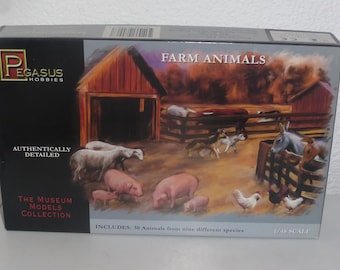 PEGASUS
HOBBIES
FARM ANIMALS
AUTHENTICALLY
DETAILED
THE MUSEUM
MODELS
COLLECTION
INCLUDES: 36 Animals from nine different species
1/48 SCALE